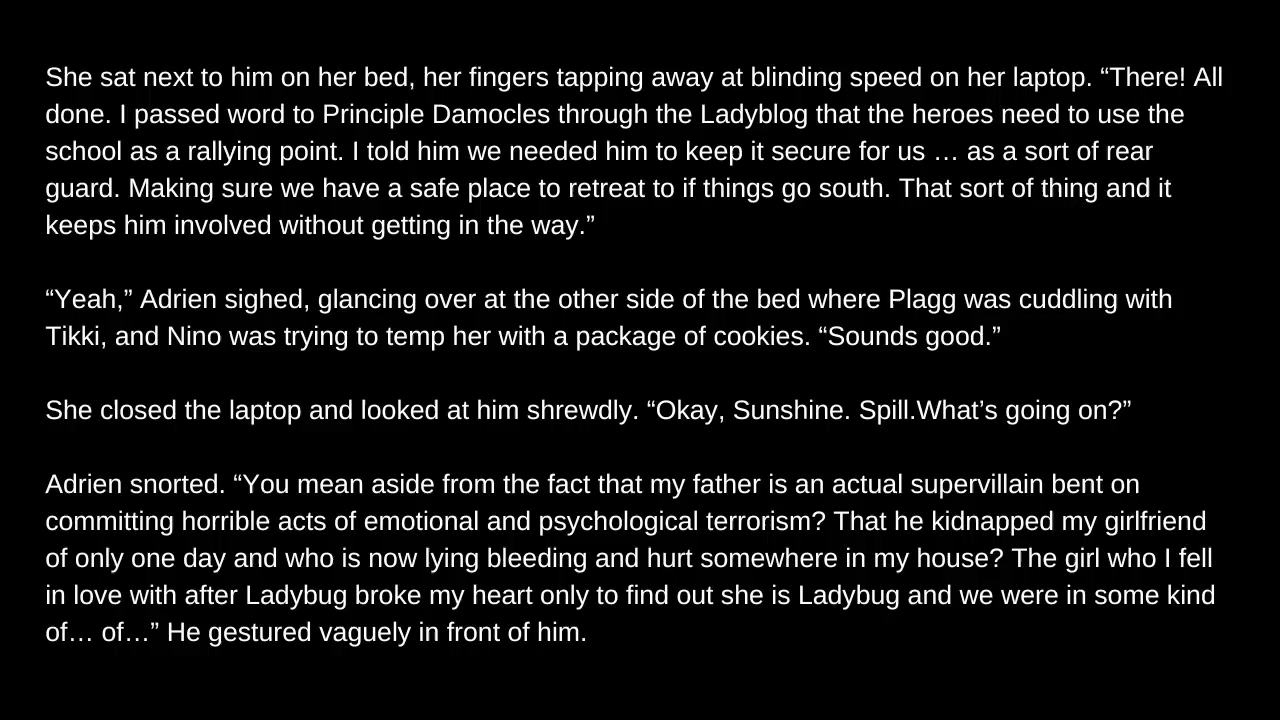 She sat next to him on her bed, her fingers tapping away at blinding speed on her laptop. “There! All
done. I passed word to Principle Damocles through the Ladyblog that the heroes need to use the
school as a rallying point. I told him we needed him to keep it secure for us … as a sort of rear
guard. Making sure we have a safe place to retreat to if things go south. That sort of thing and it
keeps him involved without getting in the way.”
“Yeah,” Adrien sighed, glancing over at the other side of the bed where Plagg was cuddling with
Tikki, and Nino was trying to temp her with a package of cookies. “Sounds good.”
She closed the laptop and looked at him shrewdly. “Okay, Sunshine. Spill.What’s going on?”
Adrien snorted. “You mean aside from the fact that my father is an actual supervillain bent on
committing horrible acts of emotional and psychological terrorism? That he kidnapped my girlfriend
of only one day and who is now lying bleeding and hurt somewhere in my house? The girl who I fell
in love with after Ladybug broke my heart only to find out she is Ladybug and we were in some kind
of… of…” He gestured vaguely in front of him.